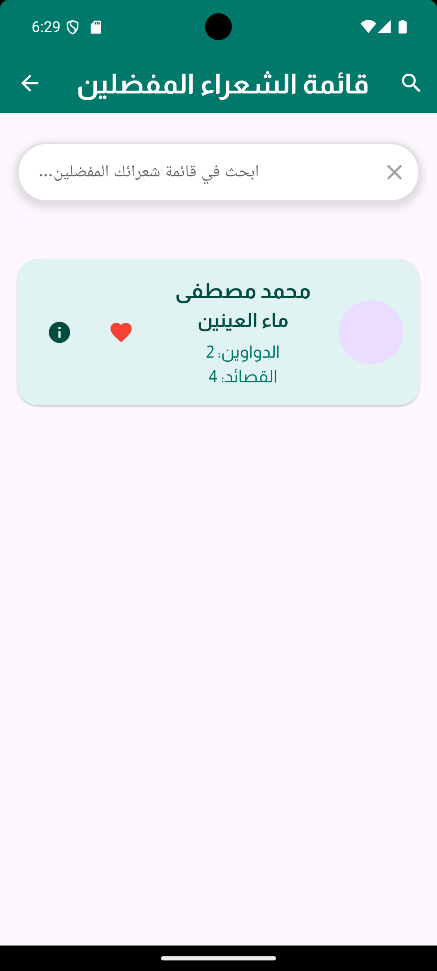 6:29
قائمة الشعراء المفضلين
ابحث في قائمة شعرائك المفضلين...
محمد مصطفى
ماء العينين
الدواوين: 2
القصائد: 4